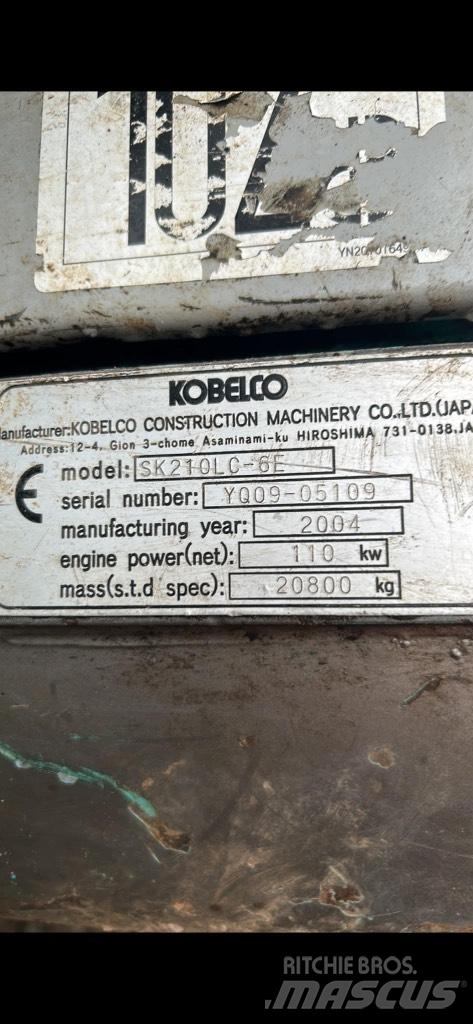 KOBELCO
anufacturer:KOBELCO CONSTRUCTION MACHINERY CO.,LTD.(JAPA
Address:12-4, Gion 3-chome Asaminami-ku HIROSHIMA 731-0138.JA
CE
model: SK210LC-6E
serial number: YQ09-05109
manufacturing year: 2004
engine power(net): 110 kw
mass(s.t.d spec): 20800 kg
RITCHIE BROS.
MASCUS